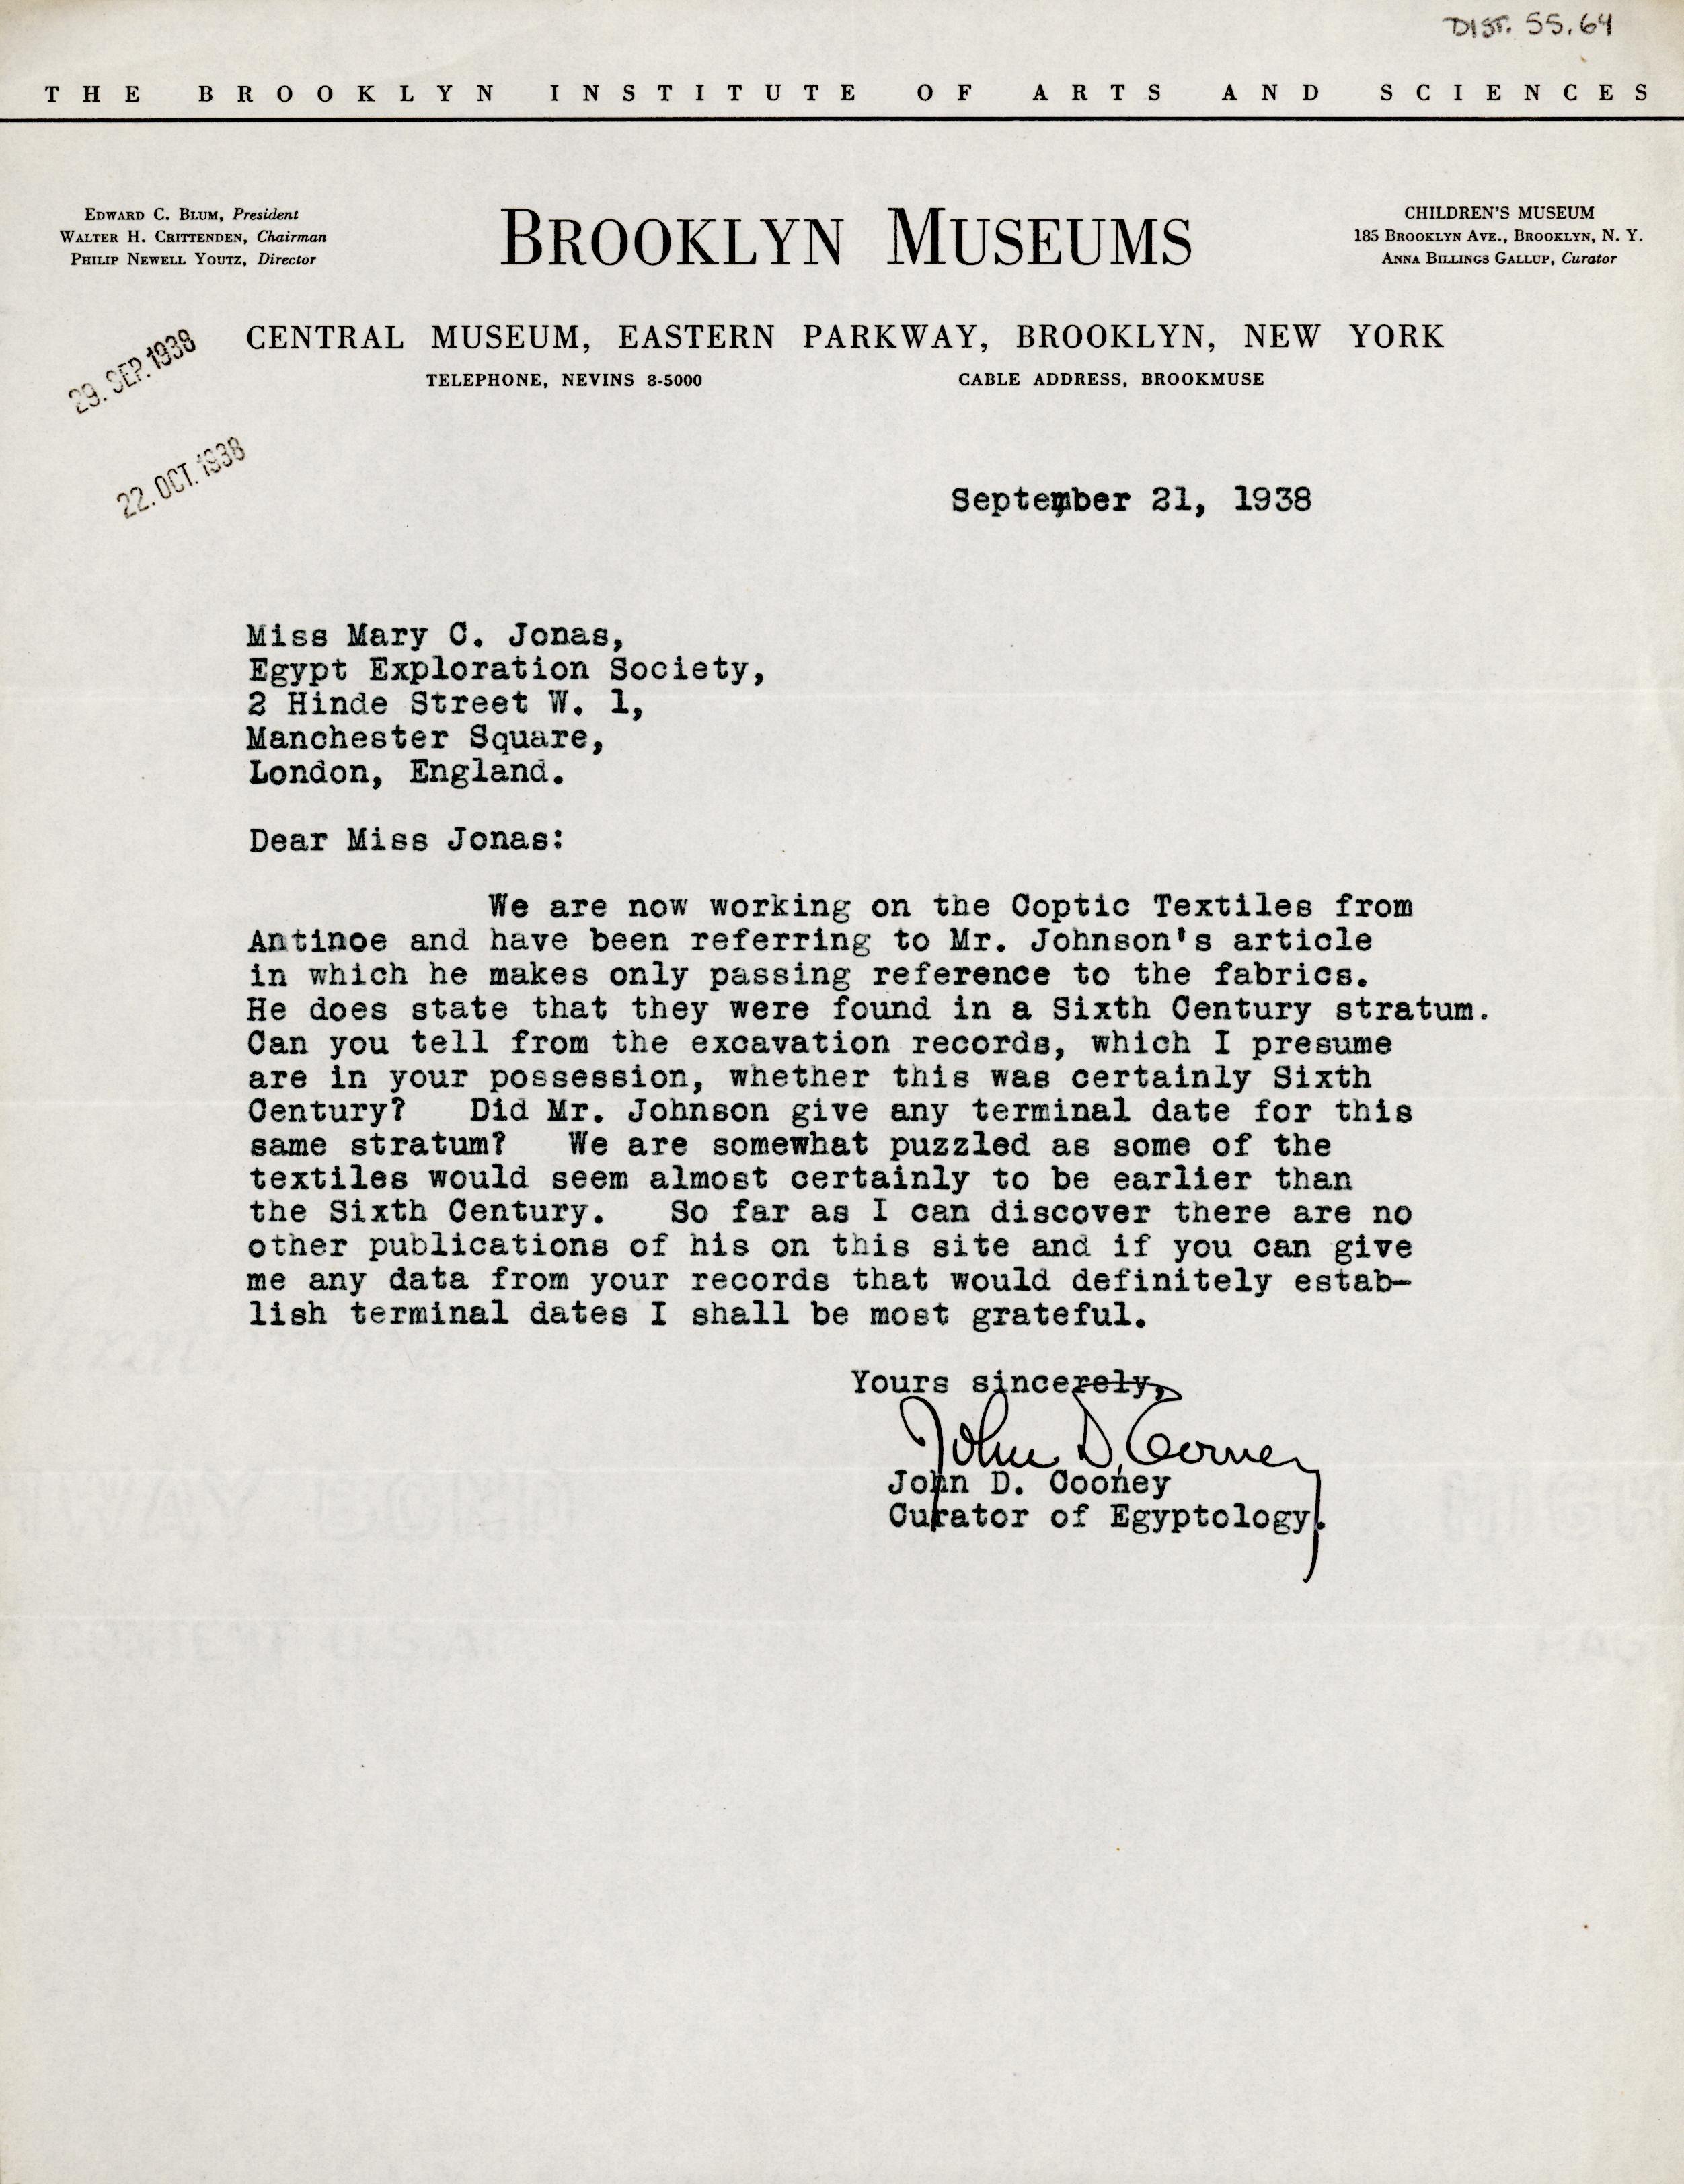 DIST. 55.64
THE BROOKLYN INSTITUTE OF ARTS AND SCIENCES
EDWARD C. BLUM, President
WALTER H. CRITTENDEN, Chairman
PHILIP NEWELL YOUTZ, Director
BROOKLYN MUSEUMS
CHILDREN'S MUSEUM
185 BROOKLYN AVE., BROOKLYN, N. Y.
ANNA BILLINGS GALLUP, Curator
CENTRAL MUSEUM, EASTERN PARKWAY, BROOKLYN, NEW YORK
TELEPHONE, NEVINS 8-5000
CABLE ADDRESS, BROOKMUSE
29. SEP. 1938
22. OCT. 1938
September 21, 1938
Miss Mary C. Jonas,
Egypt Exploration Society,
2 Hinde Street W. 1,
Manchester Square,
London, England.
Dear Miss Jonas:
We are now working on the Coptic Textiles from
Antinoe and have been referring to Mr. Johnson's article
in which he makes only passing reference to the fabrics.
He does state that they were found in a Sixth Century stratum.
Can you tell from the excavation records, which I presume
are in your possession, whether this was certainly Sixth
Century? Did Mr. Johnson give any terminal date for this
same stratum? We are somewhat puzzled as some of the
textiles would seem almost certainly to be earlier than
the Sixth Century. So far as I can discover there are no
other publications of his on this site and if you can give
me any data from your records that would definitely estab-
lish terminal dates I shall be most grateful.
Yours sincerely,
John D. Cooney
John D. Cooney
Curator of Egyptology.